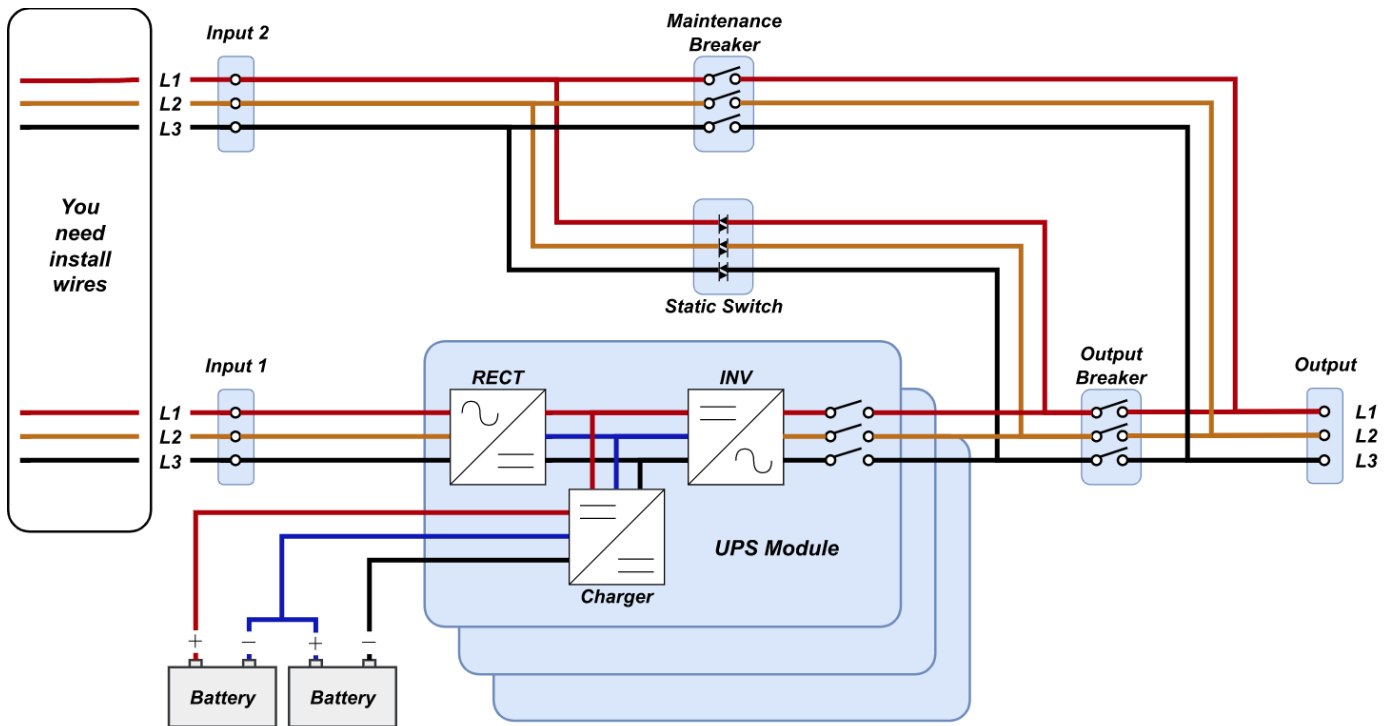 Input 2
Maintenance
Breaker
L1
L2
L3
You
need
install
wires
Static Switch
Input 1
RECT
INV
Output
Breaker
Output
L1
L2
L3
L1
L2
L3
UPS Module
Charger
+
−
+
−
Battery
Battery